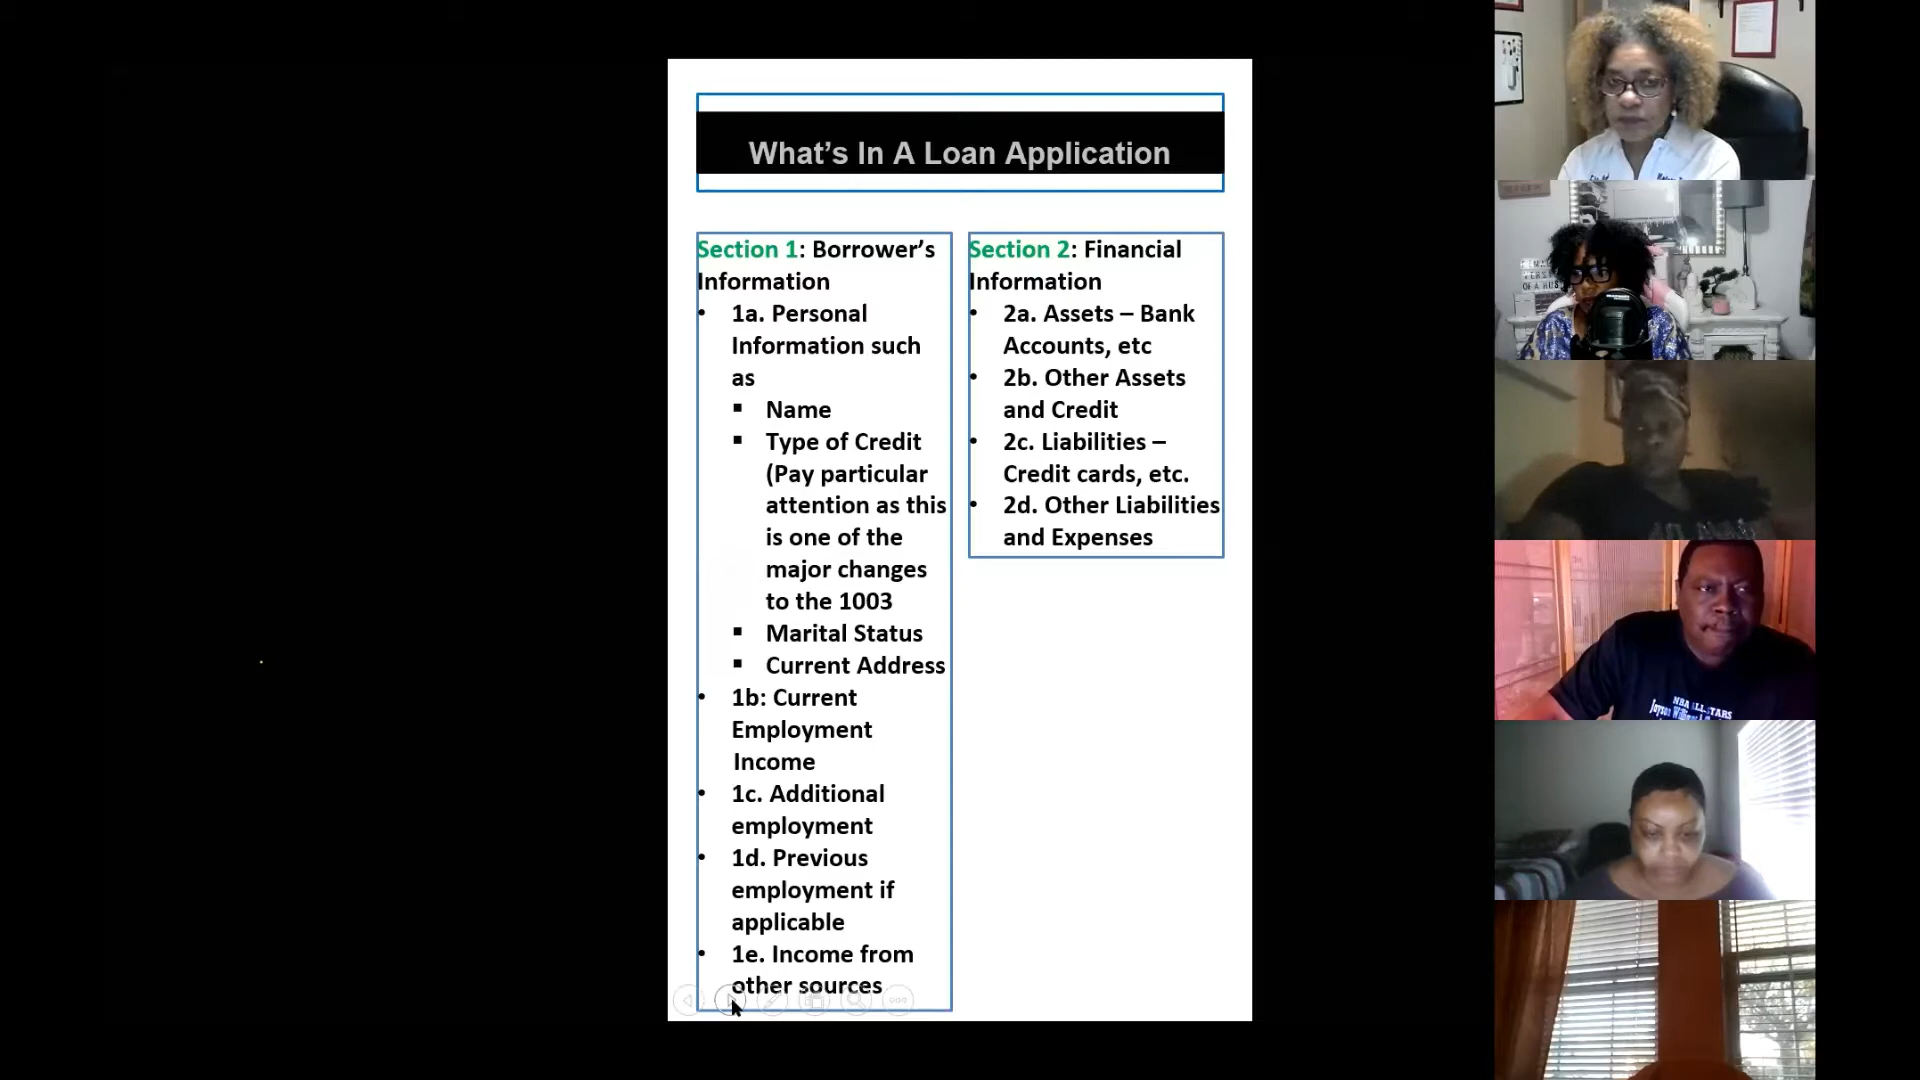 What's In A Loan Application
Section 1: Borrower's
Information
• 1a. Personal
Information such
as
▪ Name
▪ Type of Credit
(Pay particular
attention as this
is one of the
major changes
to the 1003
▪ Marital Status
▪ Current Address
• 1b: Current
Employment
Income
• 1c. Additional
employment
• 1d. Previous
employment if
applicable
• 1e. Income from
other sources
Section 2: Financial
Information
• 2a. Assets – Bank
Accounts, etc
• 2b. Other Assets
and Credit
• 2c. Liabilities –
Credit cards, etc.
• 2d. Other Liabilities
and Expenses
NBA ALL-STARS